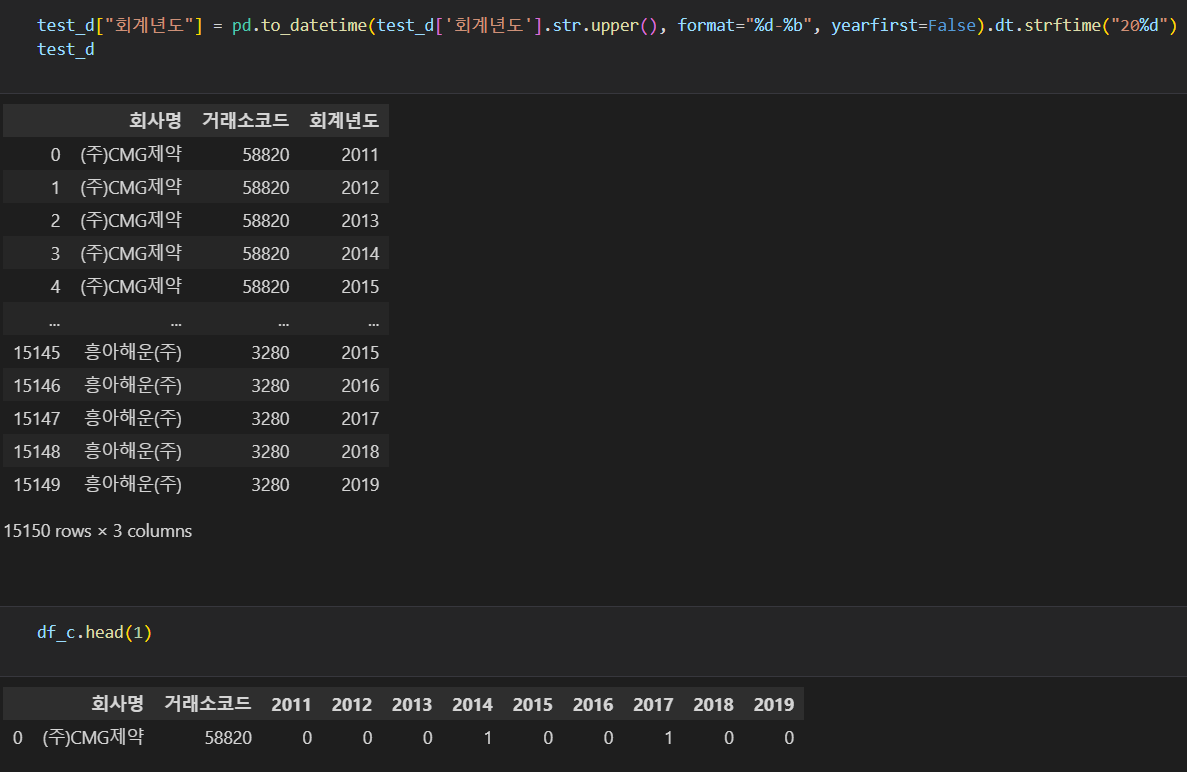 test_d["회계년도"] = pd.to_datetime(test_d['회계년도'].str.upper(), format="%d-%b", yearfirst=False).dt.strftime("20%d")
test_d
회사명 거래소코드 회계년도
0 (주)CMG제약 58820 2011
1 (주)CMG제약 58820 2012
2 (주)CMG제약 58820 2013
3 (주)CMG제약 58820 2014
4 (주)CMG제약 58820 2015
... ... ... ...
15145 흥아해운(주) 3280 2015
15146 흥아해운(주) 3280 2016
15147 흥아해운(주) 3280 2017
15148 흥아해운(주) 3280 2018
15149 흥아해운(주) 3280 2019
15150 rows × 3 columns
df_c.head(1)
회사명 거래소코드 2011 2012 2013 2014 2015 2016 2017 2018 2019
0 (주)CMG제약 58820 0 0 0 1 0 0 1 0 0